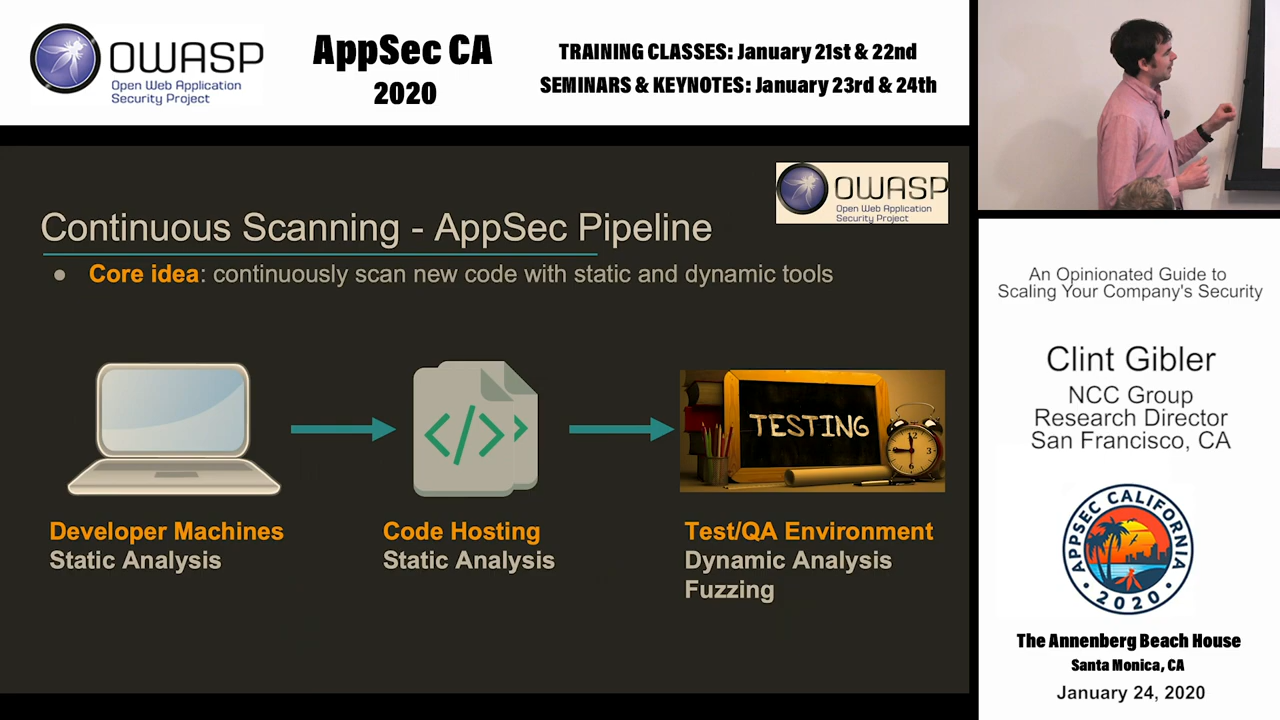 OWASP
Open Web Application
Security Project
AppSec CA
2020
TRAINING CLASSES: January 21st & 22nd
SEMINARS & KEYNOTES: January 23rd & 24th
OWASP
Open Web Application
Security Project
Continuous Scanning - AppSec Pipeline
● Core idea: continuously scan new code with static and dynamic tools
</>
TESTING
Developer Machines
Static Analysis
Code Hosting
Static Analysis
Test/QA Environment
Dynamic Analysis
Fuzzing
An Opinionated Guide to
Scaling Your Company's Security
Clint Gibler
NCC Group
Research Director
San Francisco, CA
APPSEC CALIFORNIA
2020
The Annenberg Beach House
Santa Monica, CA
January 24, 2020